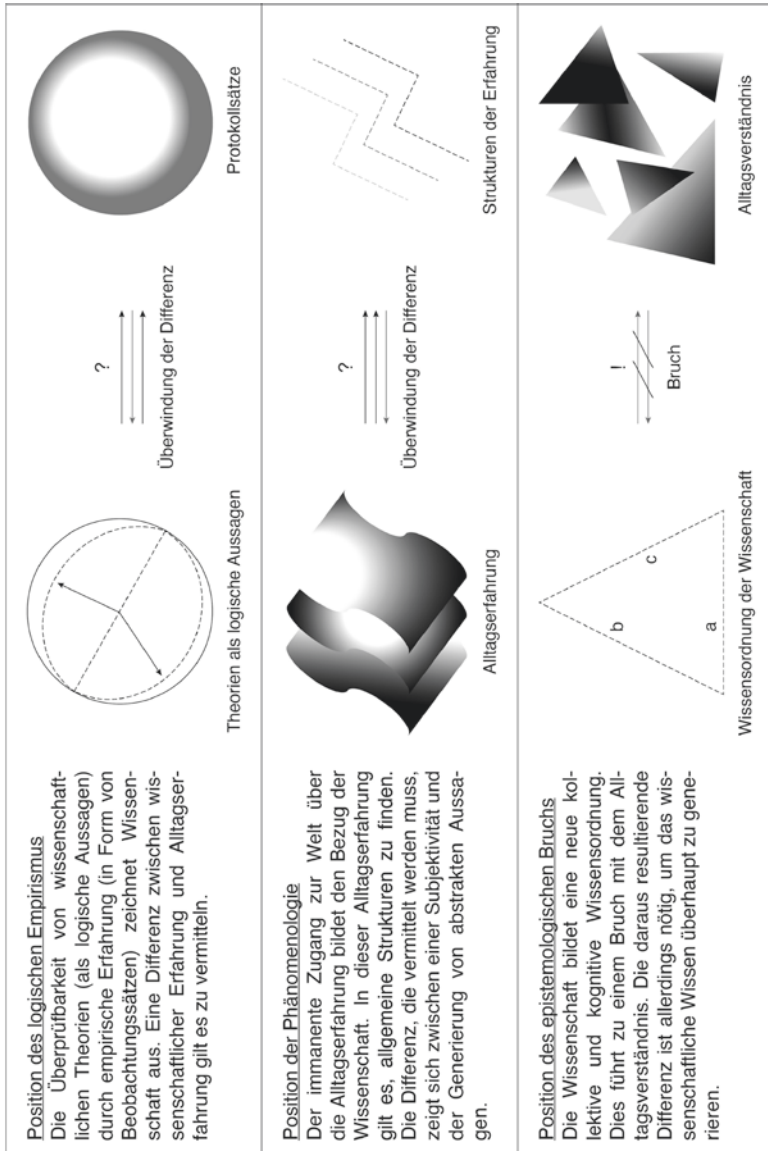 Position des logischen Empirismus
Die Überprüfbarkeit von wissenschaft-
lichen Theorien (als logische Aussagen)
durch empirische Erfahrung (in Form von
Beobachtungssätzen) zeichnet Wissen-
schaft aus. Eine Differenz zwischen wis-
senschaftlicher Erfahrung und Alltagser-
fahrung gilt es zu vermitteln.
Theorien als logische Aussagen
?
Überwindung der Differenz
Protokollsätze
Position der Phänomenologie
Der immanente Zugang zur Welt über
die Alltagserfahrung bildet den Bezug der
Wissenschaft. In dieser Alltagserfahrung
gilt es, allgemeine Strukturen zu finden.
Die Differenz, die vermittelt werden muss,
zeigt sich zwischen einer Subjektivität und
der Generierung von abstrakten Aussa-
gen.
Alltagserfahrung
?
Überwindung der Differenz
Strukturen der Erfahrung
Position des epistemologischen Bruchs
Die Wissenschaft bildet eine neue kol-
lektive und kognitive Wissensordnung.
Dies führt zu einem Bruch mit dem All-
tagsverständnis. Die daraus resultierende
Differenz ist allerdings nötig, um das wis-
senschaftliche Wissen überhaupt zu gene-
rieren.
b
c
a
Wissensordnung der Wissenschaft
!
Bruch
Alltagsverständnis